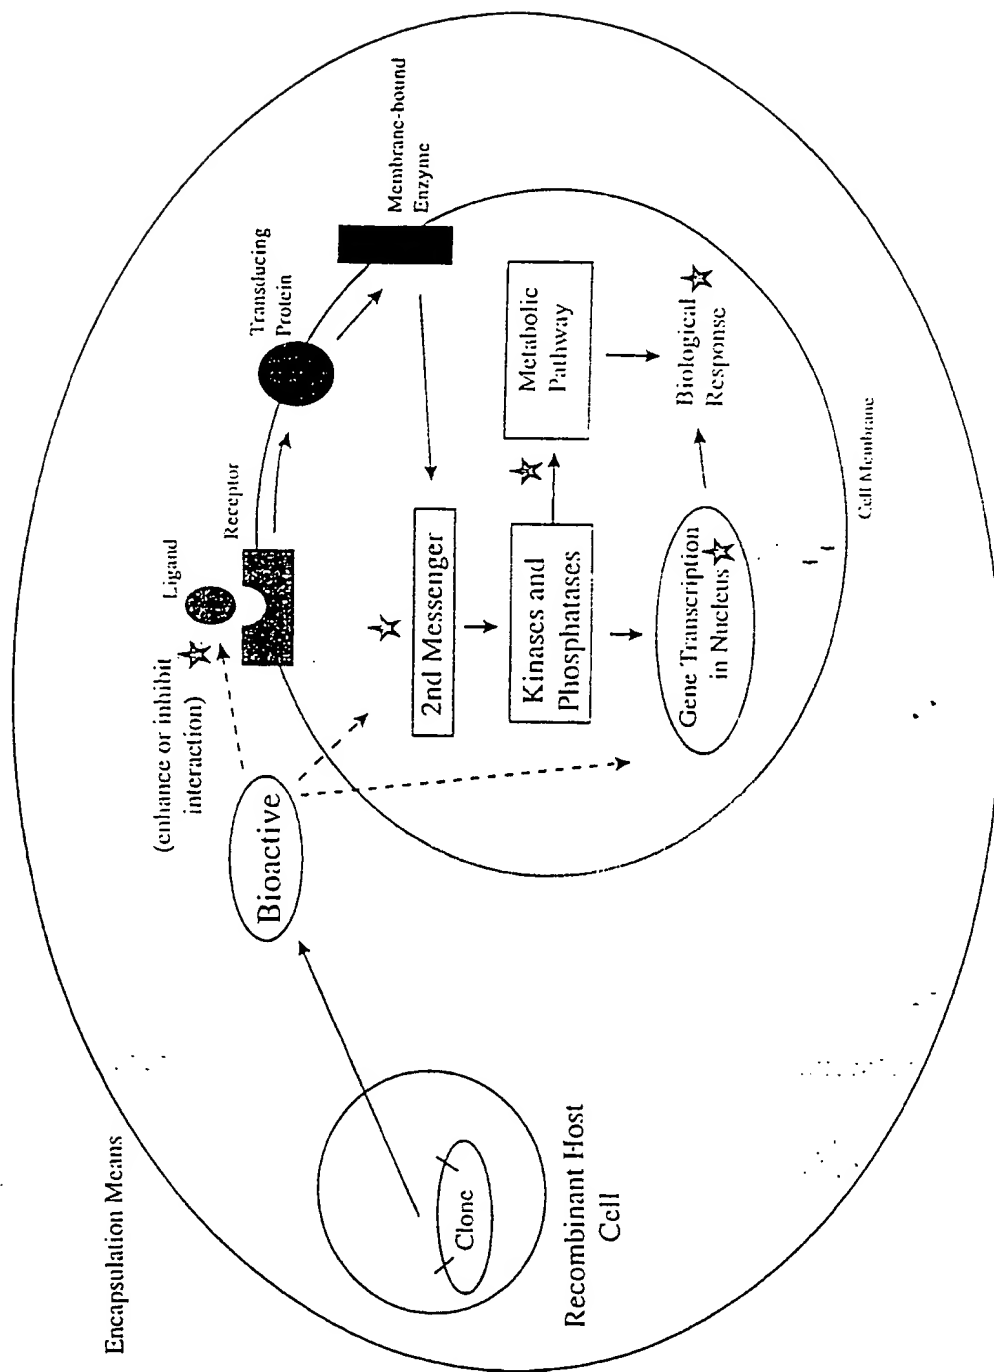 Encapsulation Means
(enhance or inhibit
interaction)
Ligand
Receptor
Transducing
Protein
Membrane-bound
Enzyme
Bioactive
2nd Messenger
Kinases and
Phosphatases
Metabolic
Pathway
Gene Transcription
in Nucleus
Biological
Response
Cell Membrane
Clone
Recombinant Host
Cell